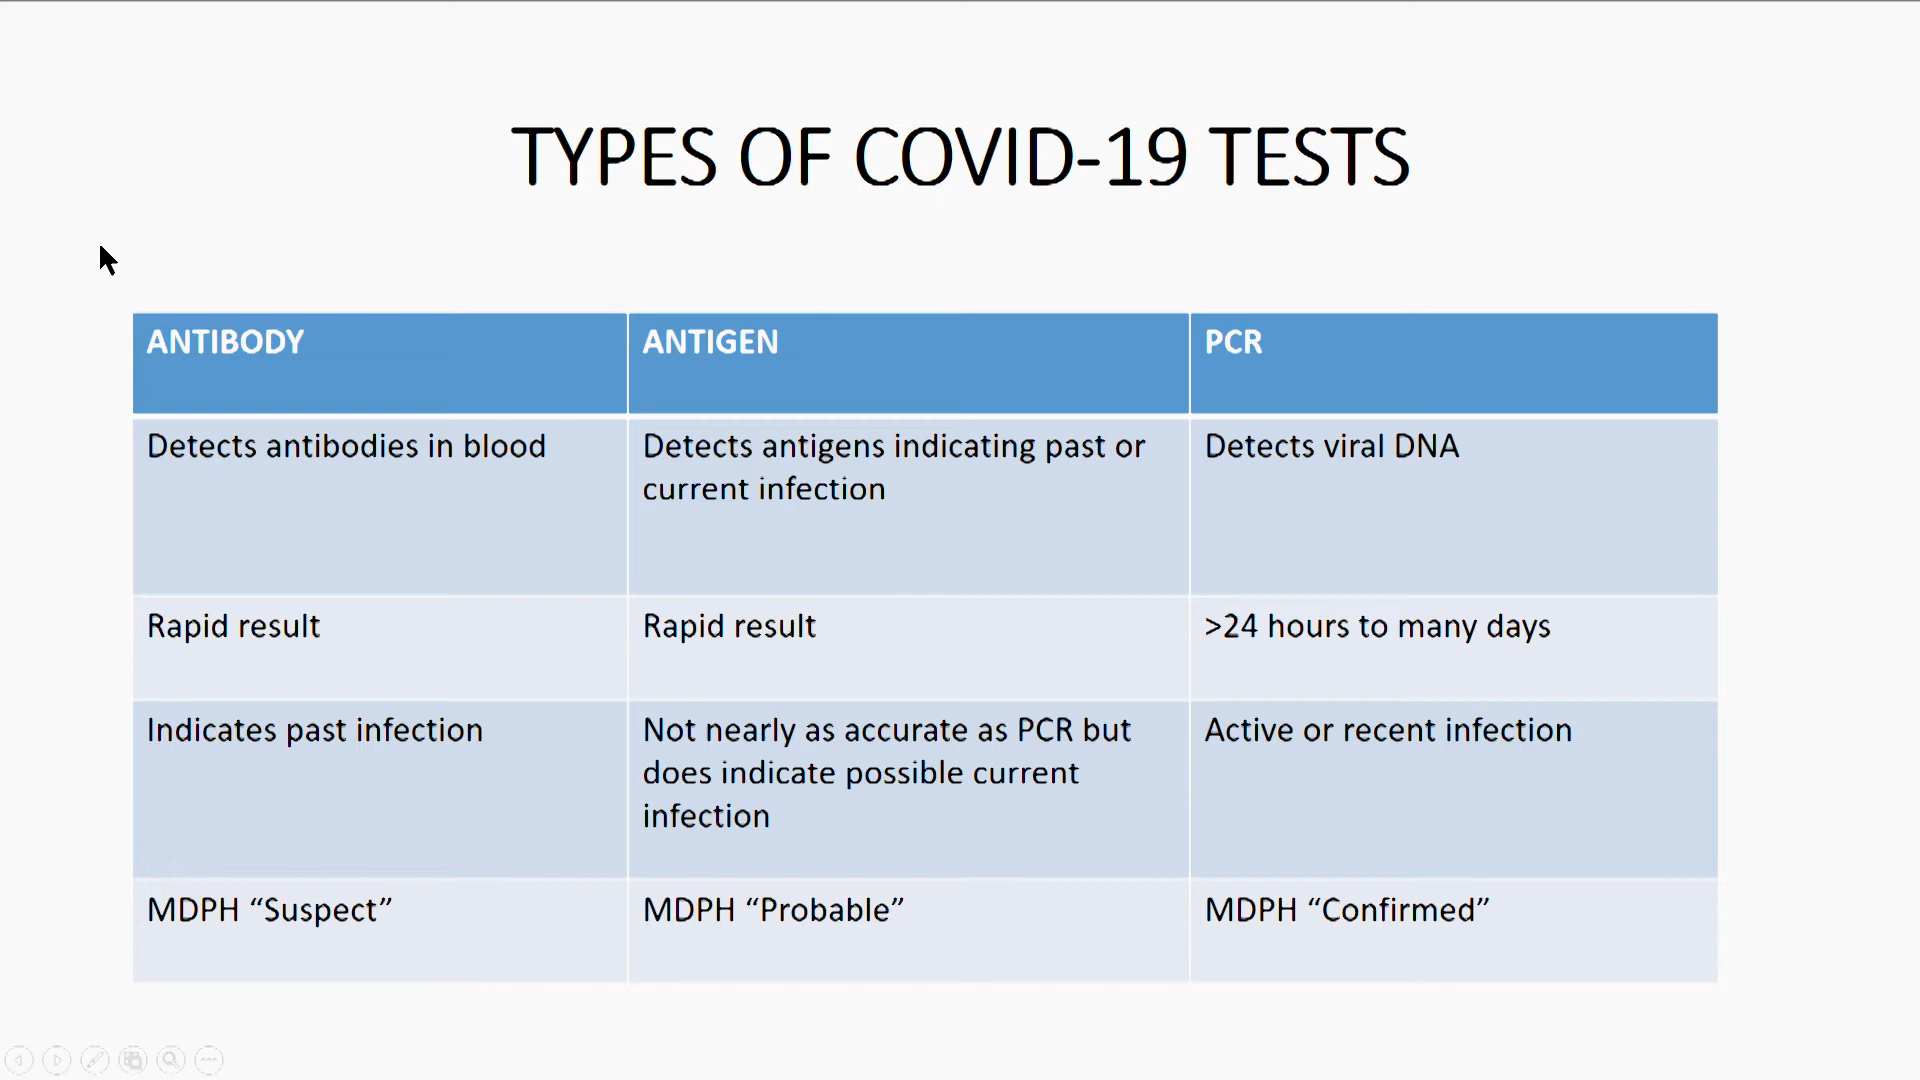 TYPES OF COVID-19 TESTS
ANTIBODY
ANTIGEN
PCR
Detects antibodies in blood
Detects antigens indicating past or
current infection
Detects viral DNA
Rapid result
Rapid result
>24 hours to many days
Indicates past infection
Not nearly as accurate as PCR but
does indicate possible current
infection
Active or recent infection
MDPH “Suspect”
MDPH “Probable”
MDPH “Confirmed”